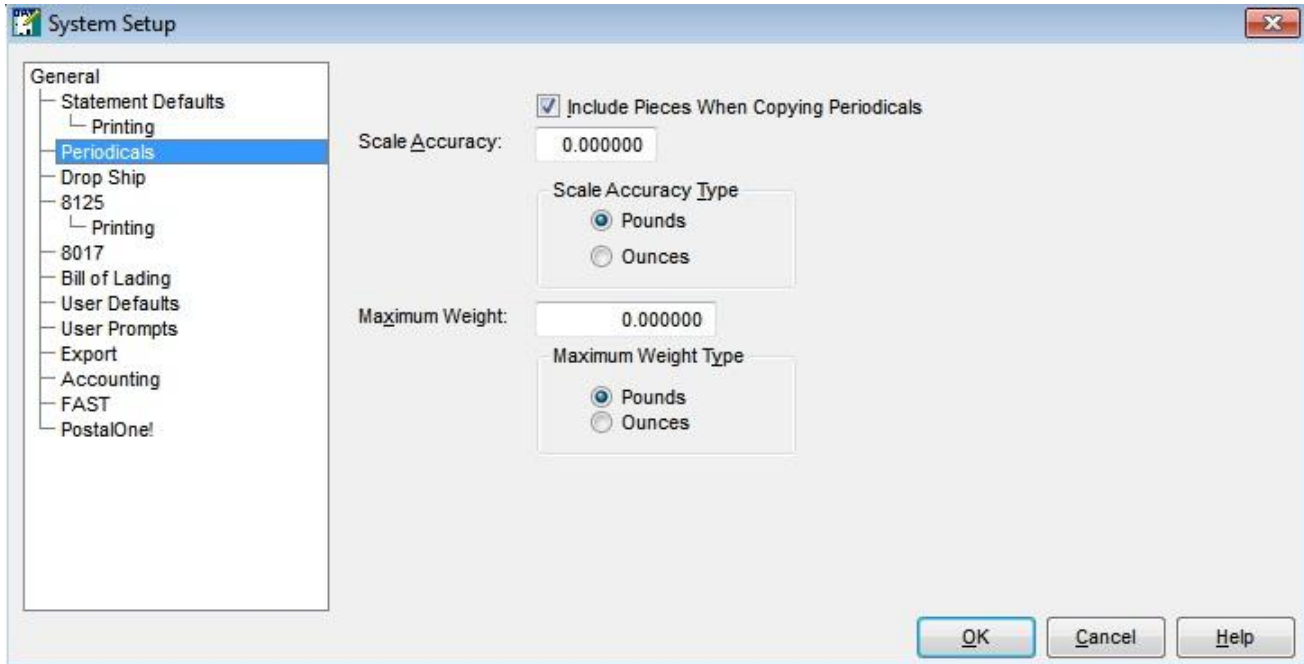 System Setup
General
Statement Defaults
Printing
Periodicals
Drop Ship
8125
Printing
8017
Bill of Lading
User Defaults
User Prompts
Export
Accounting
FAST
PostalOne!
Include Pieces When Copying Periodicals
Scale Accuracy: 0.000000
Scale Accuracy Type
Pounds
Ounces
Maximum Weight: 0.000000
Maximum Weight Type
Pounds
Ounces
OK Cancel Help